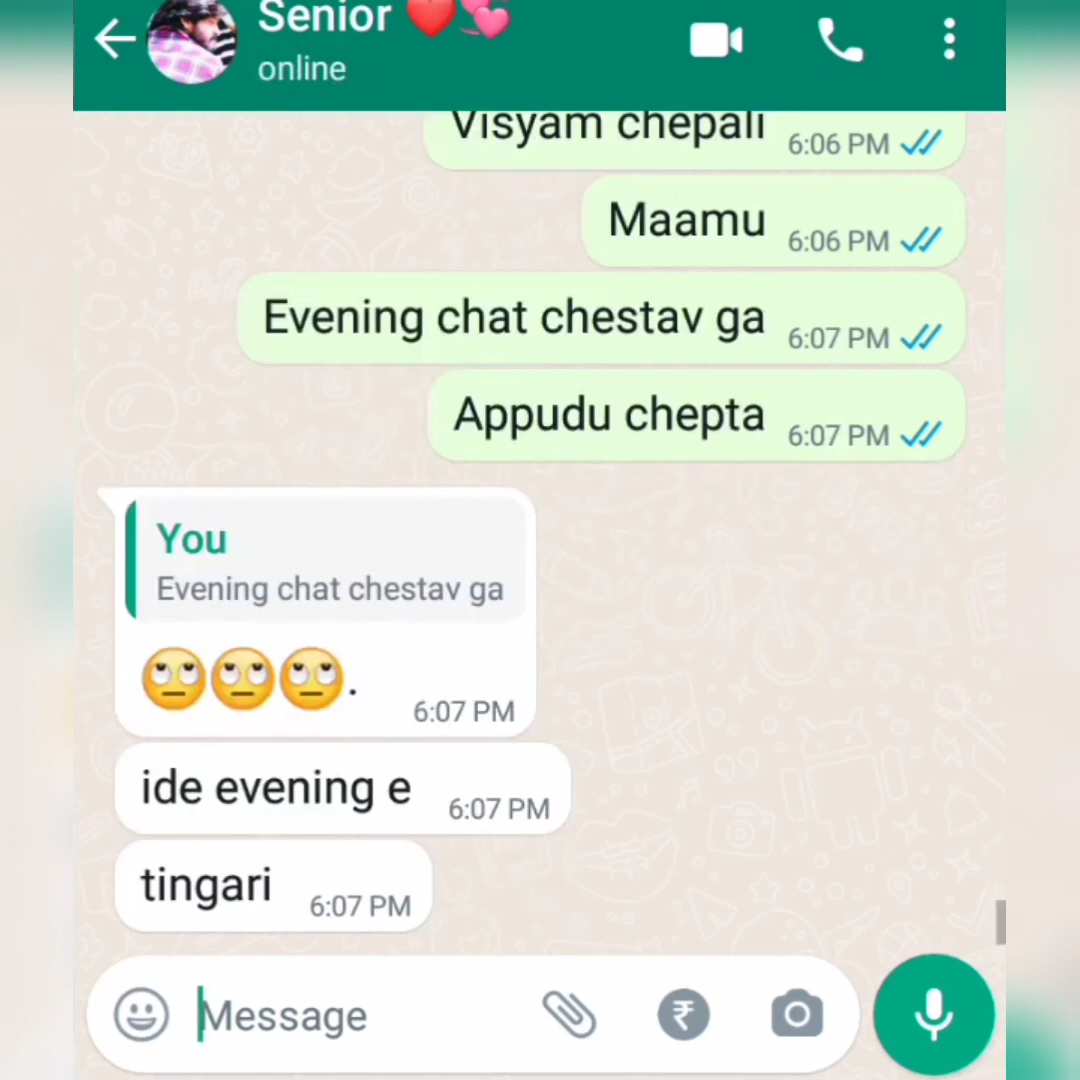 Senior ❤️💕
online
Visyam chepali 6:06 PM
Maamu 6:06 PM
Evening chat chestav ga 6:07 PM
Appudu chepta 6:07 PM
You
Evening chat chestav ga
🙄🙄🙄.
6:07 PM
ide evening e 6:07 PM
tingari 6:07 PM
Message ₹